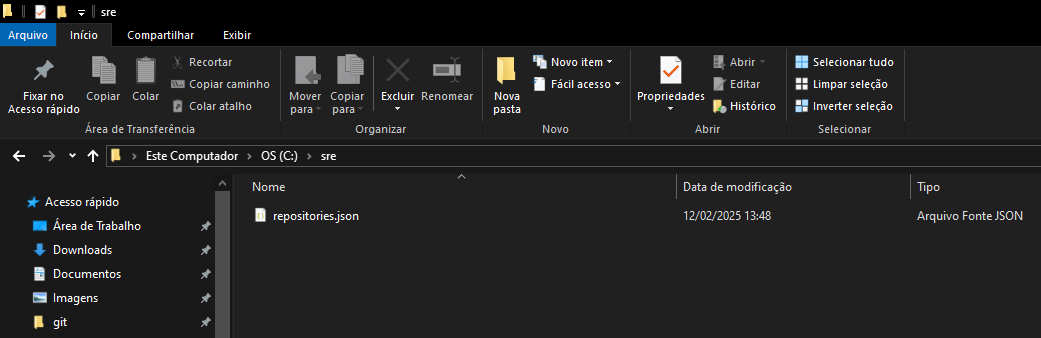 sre
Arquivo Início Compartilhar Exibir
Fixar no
Acesso rápido
Copiar
Colar
Recortar
Copiar caminho
Colar atalho
Área de Transferência
Mover
para
Copiar
para
Excluir
Renomear
Organizar
Nova
pasta
Novo item
Fácil acesso
Novo
Propriedades
Abrir
Editar
Histórico
Abrir
Selecionar tudo
Limpar seleção
Inverter seleção
Selecionar
Este Computador > OS (C:) > sre
Nome Data de modificação Tipo
repositories.json 12/02/2025 13:48 Arquivo Fonte JSON
Acesso rápido
Área de Trabalho
Downloads
Documentos
Imagens
git